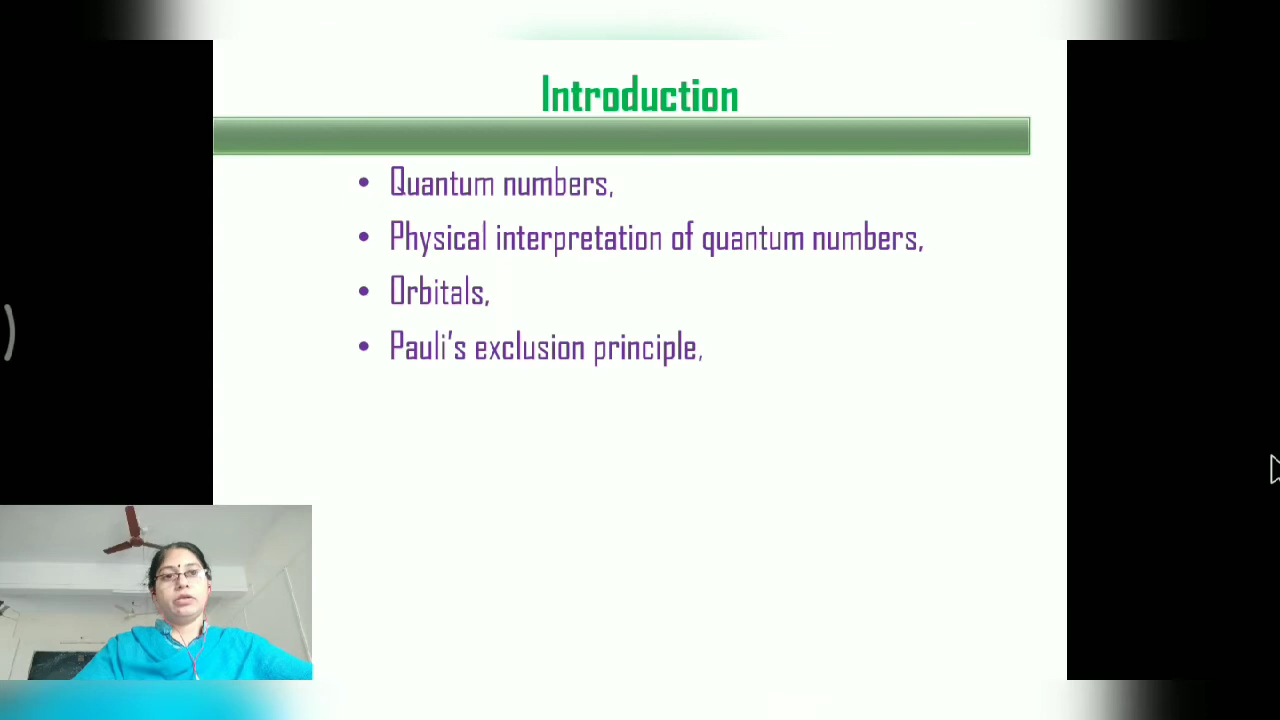 Introduction
• Quantum numbers,
• Physical interpretation of quantum numbers,
• Orbitals,
• Pauli's exclusion principle,